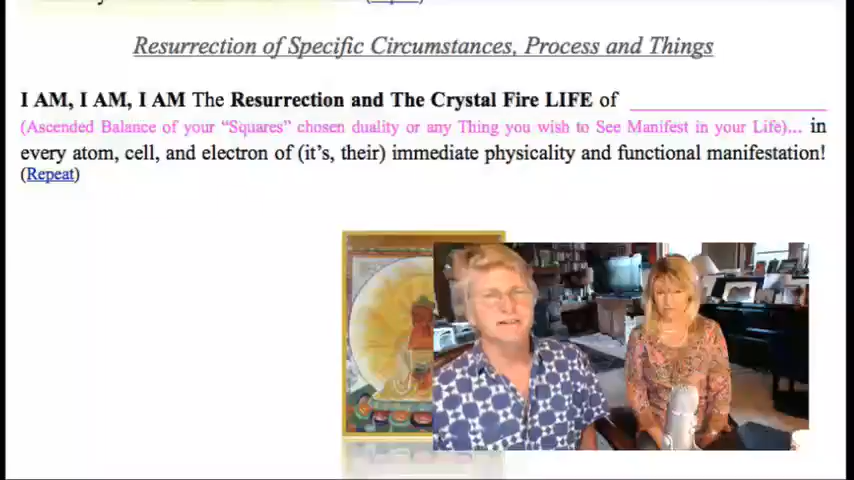 Resurrection of Specific Circumstances, Process and Things
I AM, I AM, I AM The Resurrection and The Crystal Fire LIFE of ____________________
(Ascended Balance of your “Squares” chosen duality or any Thing you wish to See Manifest in your Life)... in
every atom, cell, and electron of (it’s, their) immediate physicality and functional manifestation!
(Repeat)